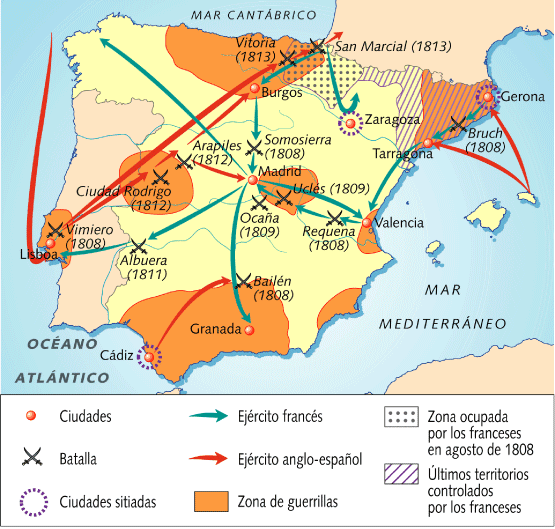 MAR CANTÁBRICO
Vitoria
(1813)
San Marcial (1813)
Burgos
Zaragoza
Gerona
Bruch
(1808)
Tarragona
Arapiles
(1812)
Somosierra
(1808)
Madrid
Ciudad Rodrigo
(1812)
Uclés (1809)
Ocaña
(1809)
Requena
(1808)
Valencia
Vimiero
(1808)
Lisboa
Albuera
(1811)
Bailén
(1808)
Granada
Cádiz
MAR
MEDITERRÁNEO
OCÉANO
ATLÁNTICO
Ciudades
Batalla
Ciudades sitiadas
Ejército francés
Ejército anglo-español
Zona de guerrillas
Zona ocupada
por los franceses
en agosto de 1808
Últimos territorios
controlados
por los franceses